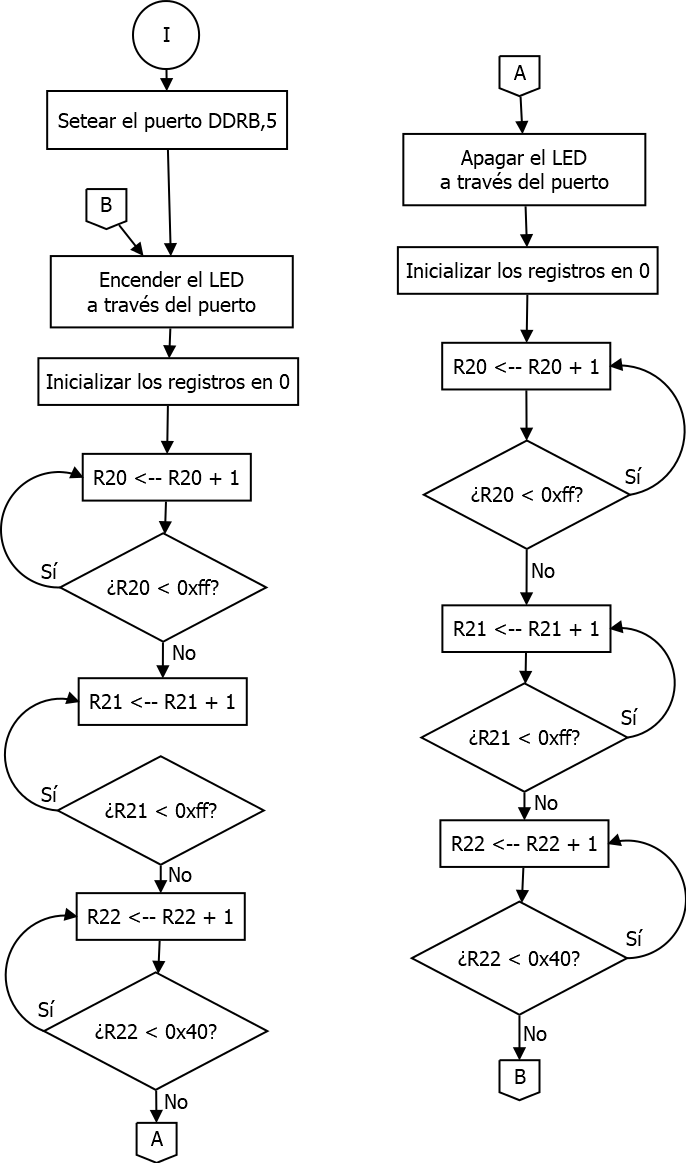 I
Setear el puerto DDRB,5
B
Encender el LED
a través del puerto
Inicializar los registros en 0
R20 <-- R20 + 1
Sí
¿R20 < 0xff?
No
R21 <-- R21 + 1
Sí
¿R21 < 0xff?
No
R22 <-- R22 + 1
Sí
¿R22 < 0x40?
No
A
A
Apagar el LED
a través del puerto
Inicializar los registros en 0
R20 <-- R20 + 1
Sí
¿R20 < 0xff?
No
R21 <-- R21 + 1
Sí
¿R21 < 0xff?
No
R22 <-- R22 + 1
Sí
¿R22 < 0x40?
No
B